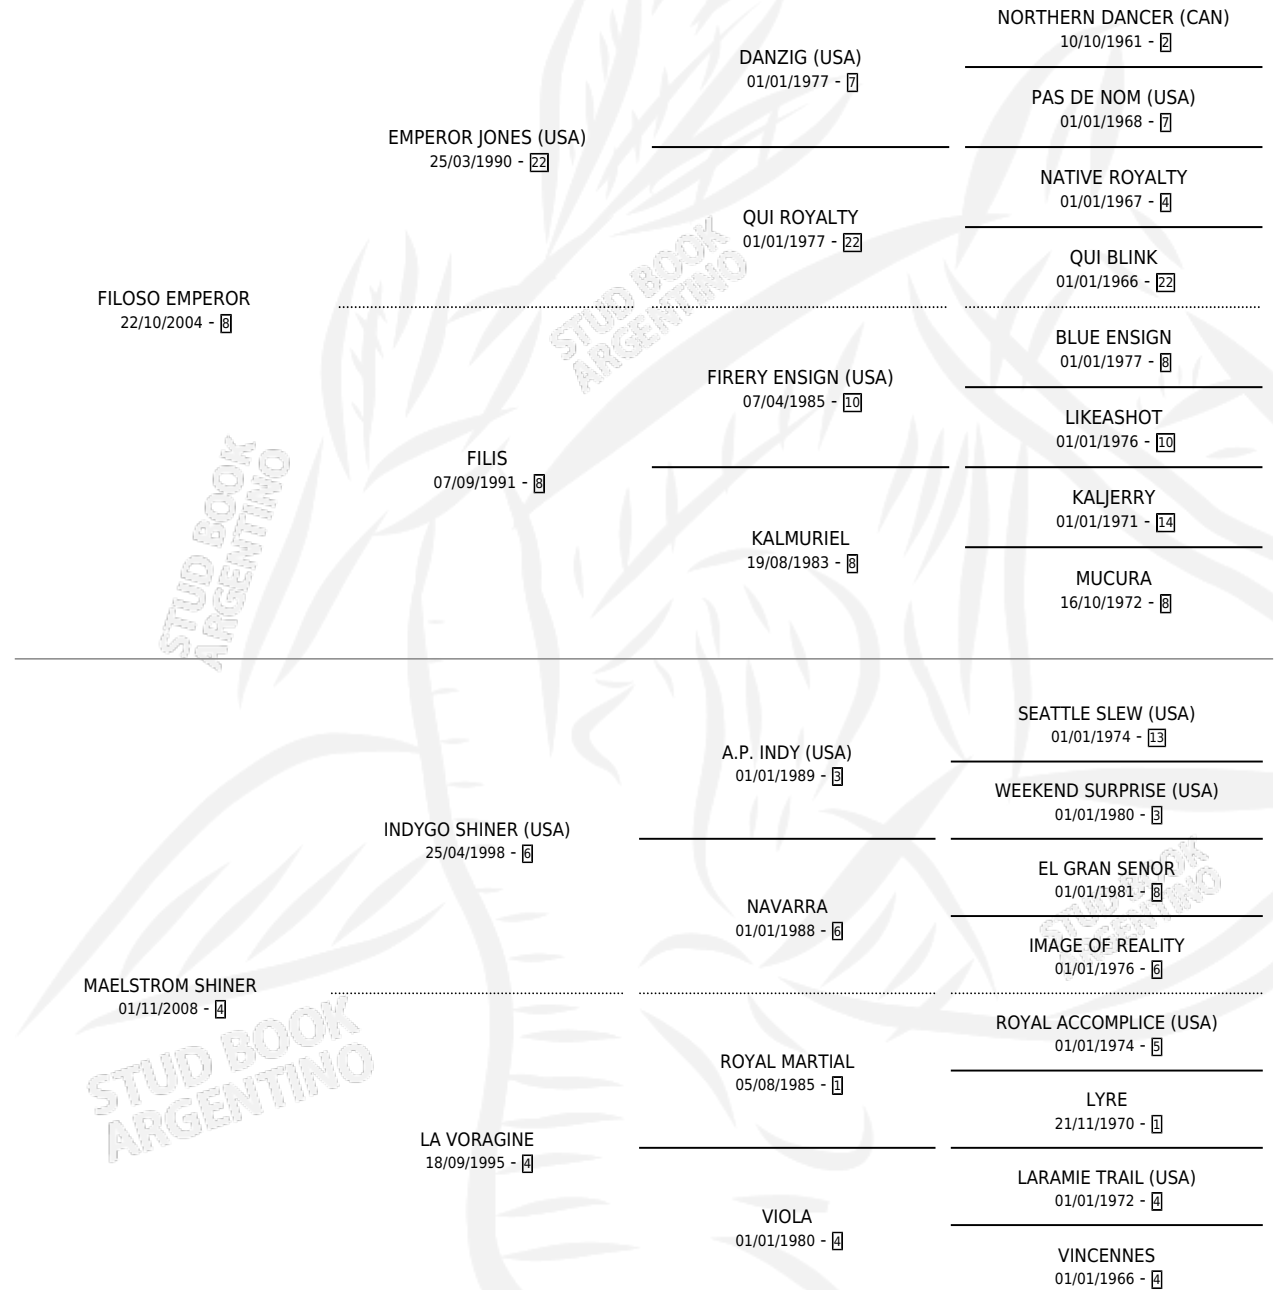 NORTHERN DANCER (CAN)
10/10/1961 - 2
DANZIG (USA)
01/01/1977 - 7
PAS DE NOM (USA)
01/01/1968 - 7
EMPEROR JONES (USA)
25/03/1990 - 22
NATIVE ROYALTY
01/01/1967 - 4
QUI ROYALTY
01/01/1977 - 22
QUI BLINK
01/01/1966 - 22
FILOSO EMPEROR
22/10/2004 - 8
STUD BOOK
ARGENTINO
BLUE ENSIGN
01/01/1977 - 8
FIRERY ENSIGN (USA)
07/04/1985 - 10
LIKEASHOT
01/01/1976 - 10
FILIS
07/09/1991 - 8
KALJERRY
01/01/1971 - 14
KALMURIEL
19/08/1983 - 8
MUCURA
16/10/1972 - 8
STUD BOOK
ARGENTINO
SEATTLE SLEW (USA)
01/01/1974 - 13
A.P. INDY (USA)
01/01/1989 - 3
WEEKEND SURPRISE (USA)
01/01/1980 - 3
INDYGO SHINER (USA)
25/04/1998 - 6
EL GRAN SENOR
01/01/1981 - 8
NAVARRA
01/01/1988 - 6
STUD BOOK
ARGENTINO
IMAGE OF REALITY
01/01/1976 - 6
MAELSTROM SHINER
01/11/2008 - 4
STUD BOOK
ARGENTINO
ROYAL ACCOMPLICE (USA)
01/01/1974 - 5
ROYAL MARTIAL
05/08/1985 - 1
LYRE
21/11/1970 - 1
LA VORAGINE
18/09/1995 - 4
LARAMIE TRAIL (USA)
01/01/1972 - 4
VIOLA
01/01/1980 - 4
VINCENNES
01/01/1966 - 4